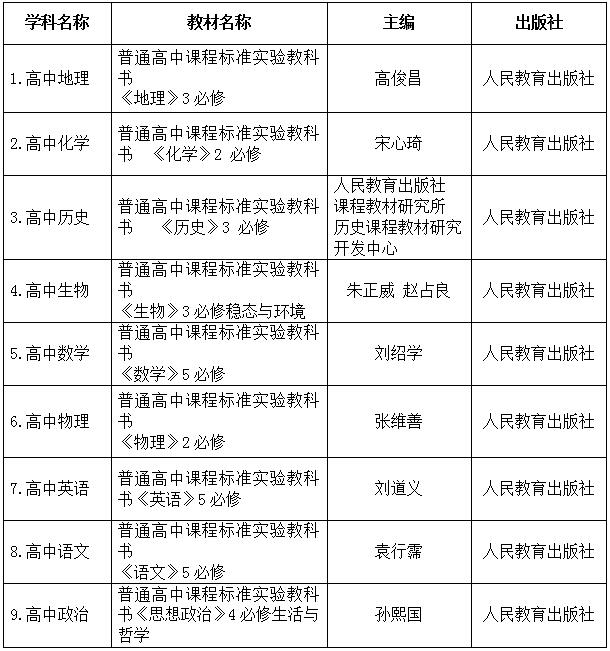 学科名称 教材名称 主编 出版社
1.高中地理 普通高中课程标准实验教科书《地理》3必修 高俊昌 人民教育出版社
2.高中化学 普通高中课程标准实验教科书 《化学》2 必修 宋心琦 人民教育出版社
3.高中历史 普通高中课程标准实验教科书 《历史》3 必修 人民教育出版社课程教材研究所历史课程教材研究开发中心 人民教育出版社
4.高中生物 普通高中课程标准实验教科书《生物》3必修稳态与环境 朱正威 赵占良 人民教育出版社
5.高中数学 普通高中课程标准实验教科书《数学》5必修 刘绍学 人民教育出版社
6.高中物理 普通高中课程标准实验教科书《物理》2必修 张维善 人民教育出版社
7.高中英语 普通高中课程标准实验教科书《英语》5必修 刘道义 人民教育出版社
8.高中语文 普通高中课程标准实验教科书《语文》5必修 袁行霈 人民教育出版社
9.高中政治 普通高中课程标准实验教科书《思想政治》4必修生活与哲学 孙熙国 人民教育出版社